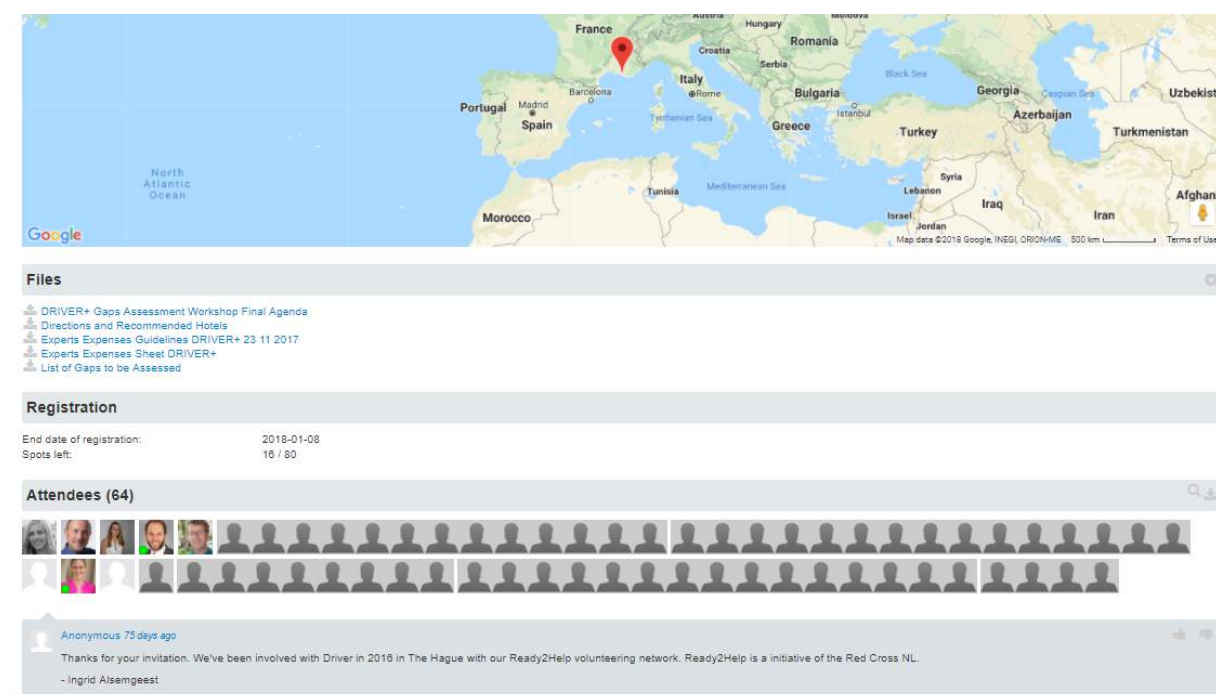 Austria
Hungary
Moldova
France
Romania
Croatia
Serbia
Italy
Black Sea
Barcelona
Rome
Bulgaria
Georgia
Caspian Sea
Uzbekist
Portugal
Madrid
Istanbul
Azerbaijan
Tyrrhenian Sea
Spain
Greece
Turkey
Turkmenistan
North
Atlantic
Ocean
Syria
Tunisia
Mediterranean Sea
Lebanon
Iraq
Afghan
Morocco
Israel
Iran
Jordan
Google
Map data ©2018 Google, INEGI, ORION-ME 500 km Terms of Use
Files
DRIVER+ Gaps Assessment Workshop Final Agenda
Directions and Recommended Hotels
Experts Expenses Guidelines DRIVER+ 23 11 2017
Experts Expenses Sheet DRIVER+
List of Gaps to be Assessed
Registration
End date of registration: 2018-01-08
Spots left: 16 / 80
Attendees (64)
Anonymous 75 days ago
Thanks for your invitation. We've been involved with Driver in 2016 in The Hague with our Ready2Help volunteering network. Ready2Help is a initiative of the Red Cross NL.
- Ingrid Alsemgeest